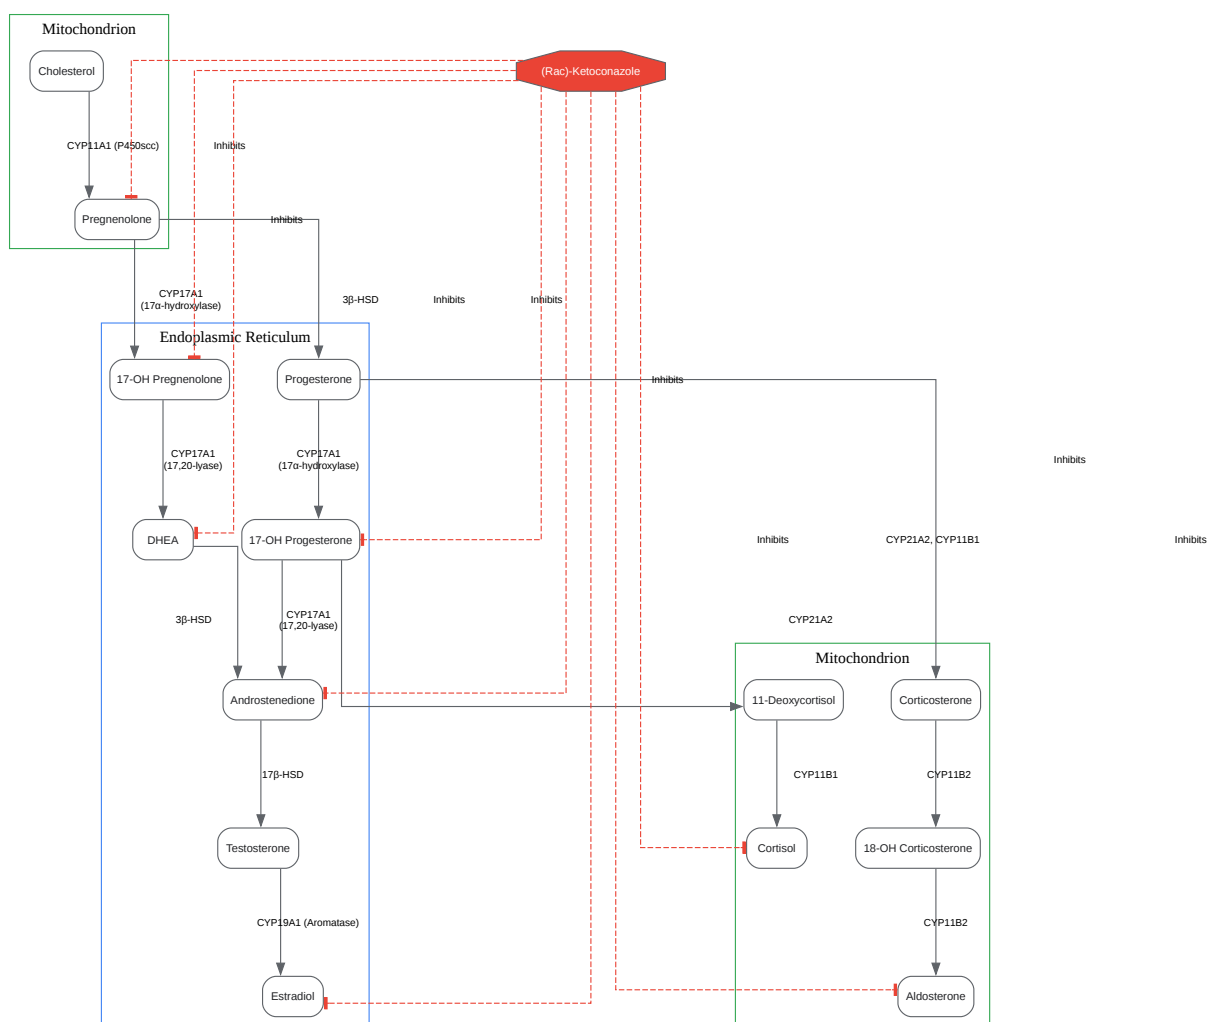 Mitochondrion
Cholesterol
(Rac)-Ketoconazole
CYP11A1 (P450scc)
Inhibits
Pregnenolone
Inhibits
CYP17A1
(17α-hydroxylase)
3β-HSD
Inhibits
Inhibits
Endoplasmic Reticulum
17-OH Pregnenolone
Progesterone
Inhibits
CYP17A1
(17,20-lyase)
CYP17A1
(17α-hydroxylase)
Inhibits
DHEA
17-OH Progesterone
Inhibits
CYP21A2, CYP11B1
Inhibits
3β-HSD
CYP17A1
(17,20-lyase)
CYP21A2
Mitochondrion
Androstenedione
11-Deoxycortisol
Corticosterone
17β-HSD
CYP11B1
CYP11B2
Testosterone
Cortisol
18-OH Corticosterone
CYP19A1 (Aromatase)
CYP11B2
Estradiol
Aldosterone